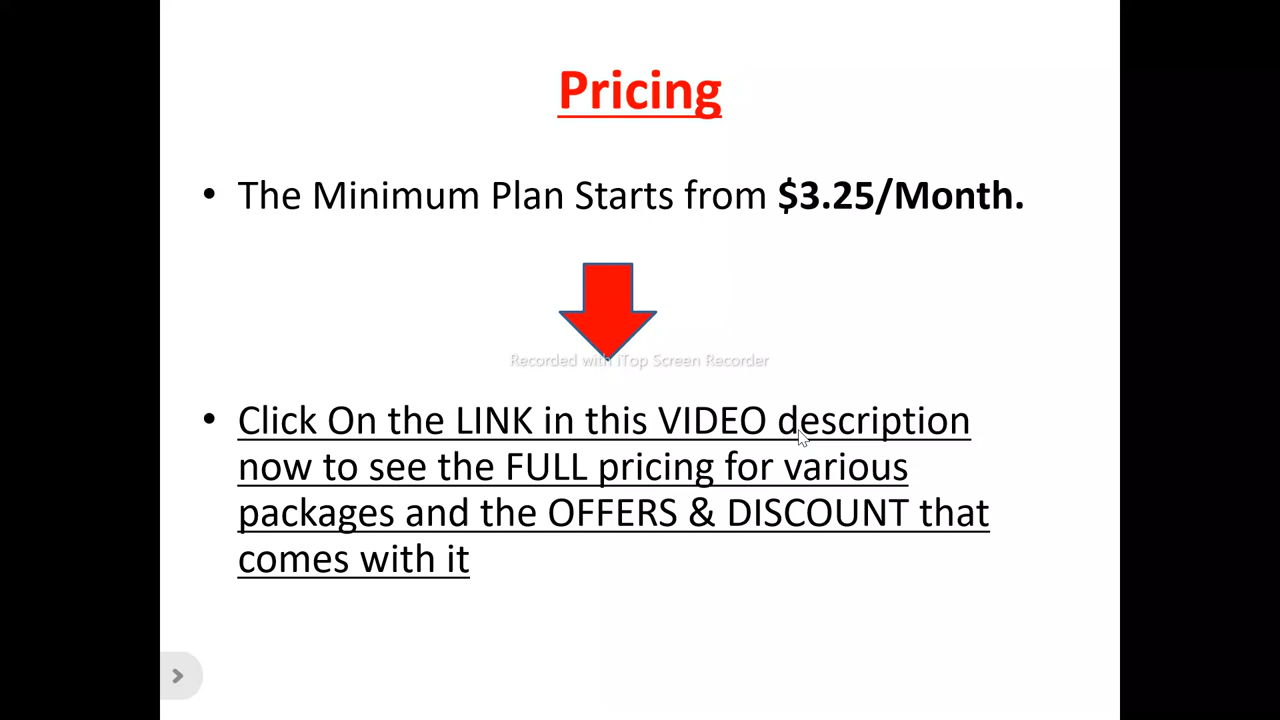 Pricing
• The Minimum Plan Starts from $3.25/Month.
Recorded with iTop Screen Recorder
• Click On the LINK in this VIDEO description
now to see the FULL pricing for various
packages and the OFFERS & DISCOUNT that
comes with it